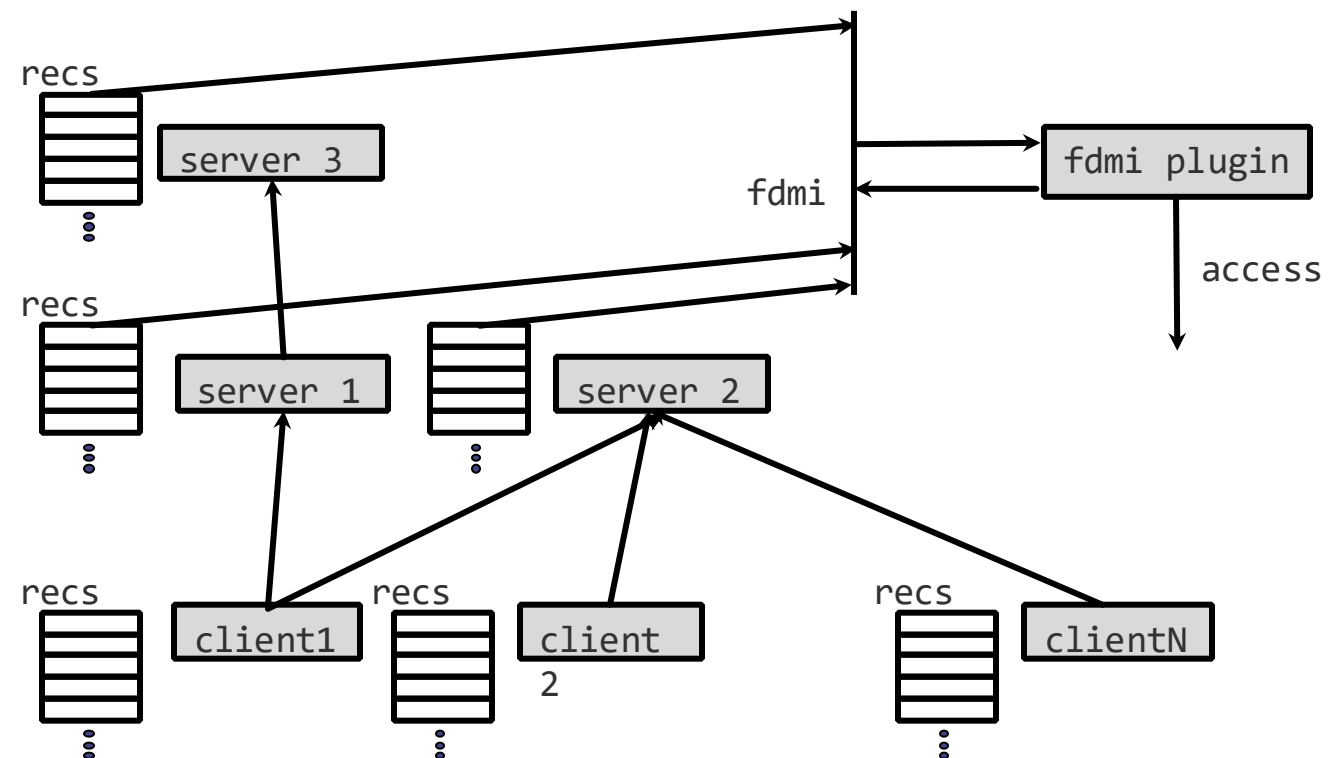 recs
server 3
fdmi plugin
fdmi
access
recs
server 1
server 2
recs
recs
recs
client1
client
2
clientN